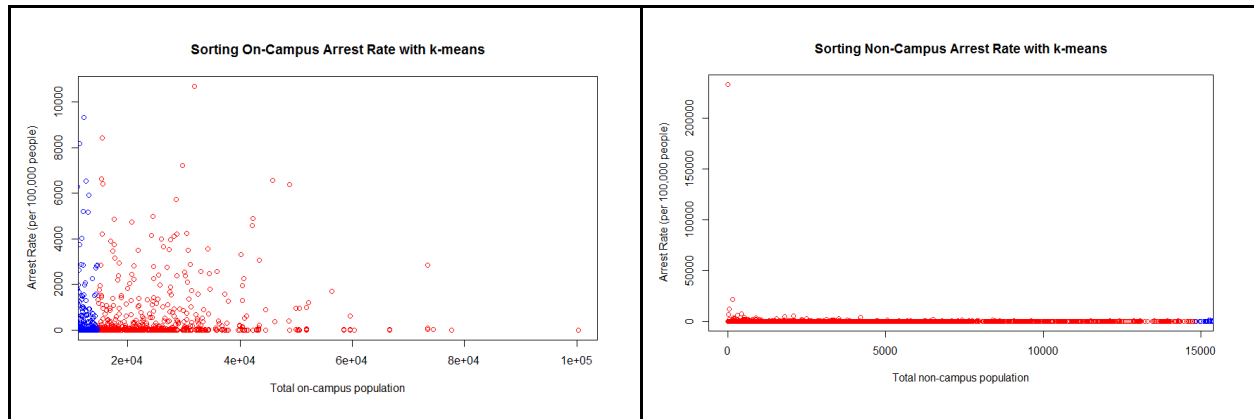 Sorting On-Campus Arrest Rate with k-means
Arrest Rate (per 100,000 people)
10000
8000
6000
4000
2000
0
2e+04 4e+04 6e+04 8e+04 1e+05
Total on-campus population
Sorting Non-Campus Arrest Rate with k-means
Arrest Rate (per 100,000 people)
200000
150000
100000
50000
0
0 5000 10000 15000
Total non-campus population